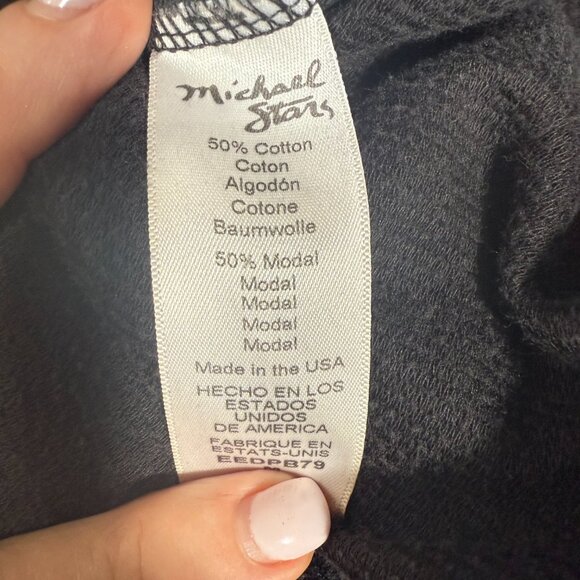 Michael
Stars
50% Cotton
Coton
Algodón
Cotone
Baumwolle
50% Modal
Modal
Modal
Modal
Modal
Made in the USA
HECHO EN LOS
ESTADOS
UNIDOS
DE AMERICA
FABRIQUE EN
ESTATS-UNIS
EEDPB79